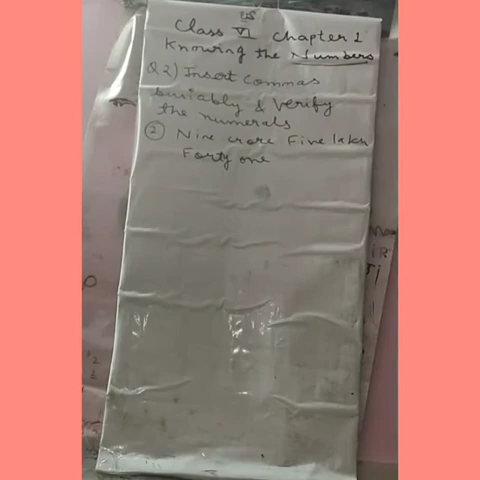 Class VI Chapter 1
Knowing the Numbers
Q2) Insert commas
suiably & verify
the numerals
② Nine crore Five lakh
Forty one